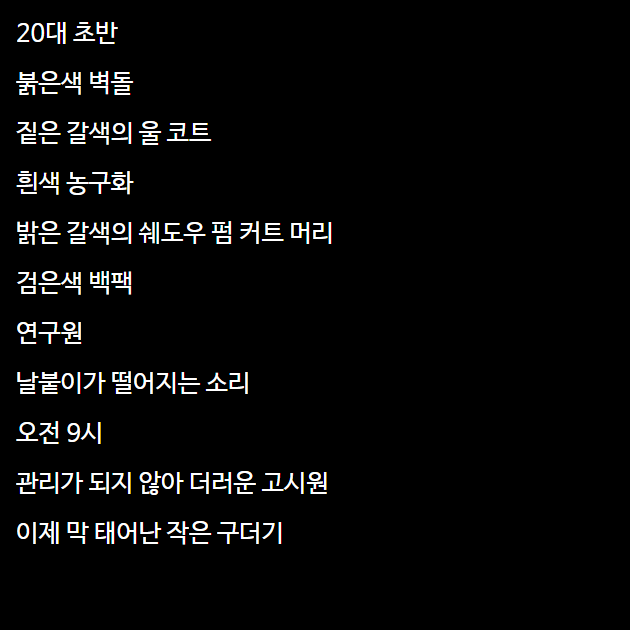 20대 초반
붉은색 벽돌
짙은 갈색의 울 코트
흰색 농구화
밝은 갈색의 쉐도우 펌 커트 머리
검은색 백팩
연구원
날붙이가 떨어지는 소리
오전 9시
관리가 되지 않아 더러운 고시원
이제 막 태어난 작은 구더기